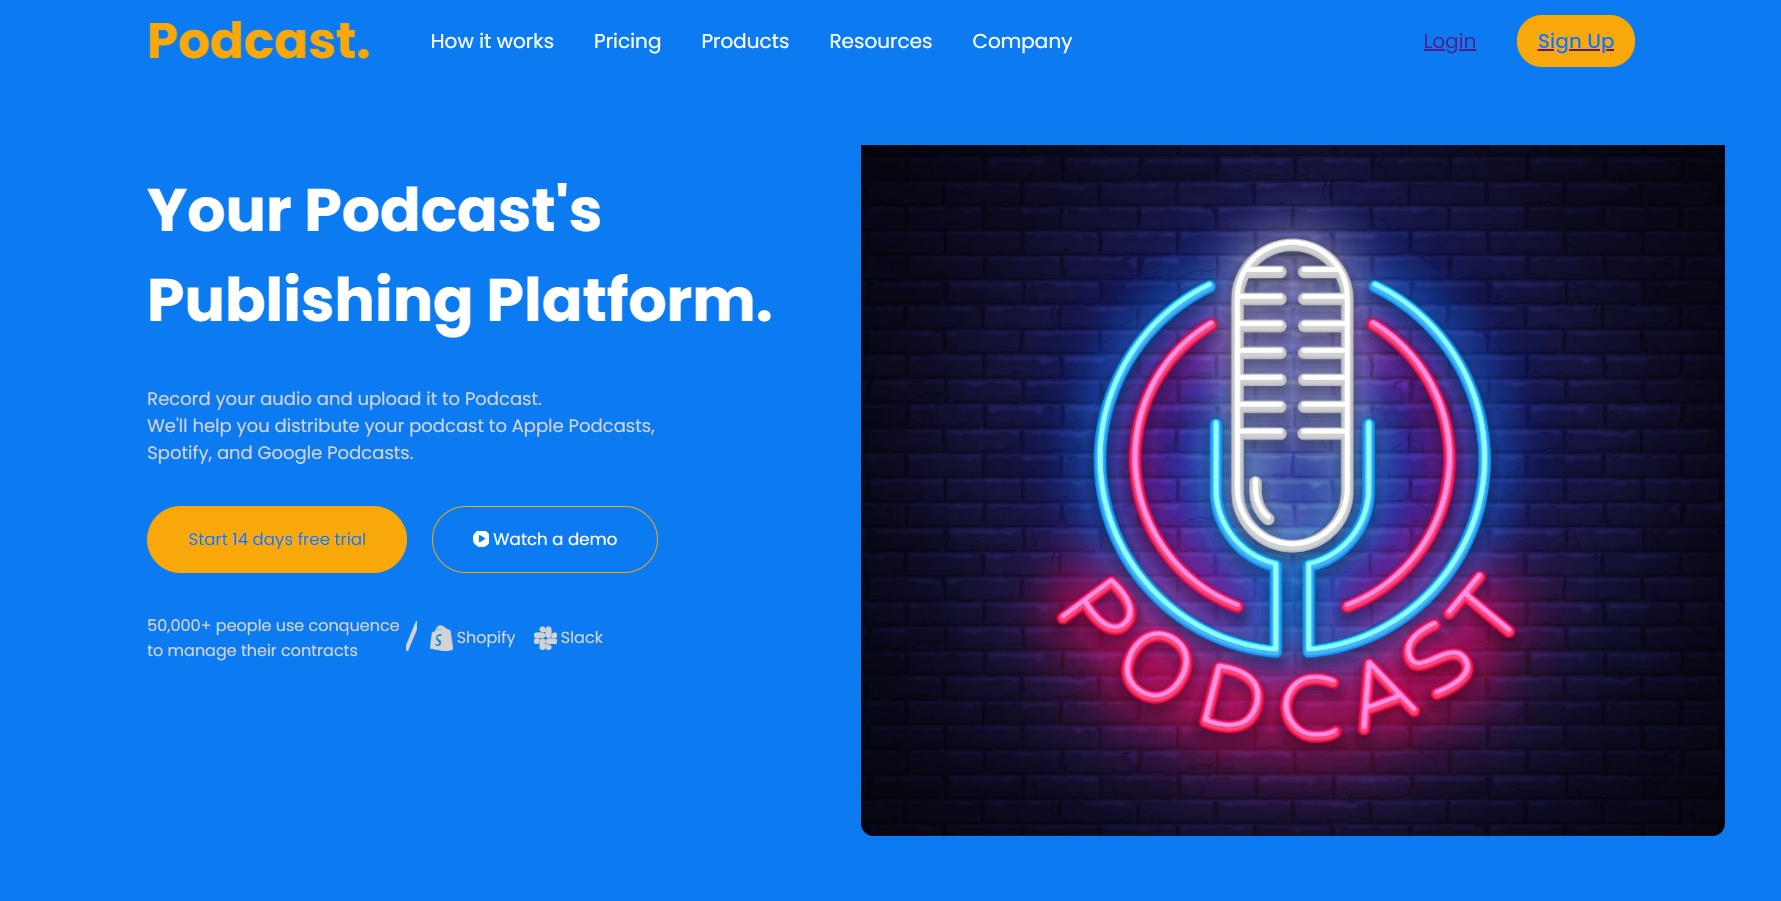 Podcast.
How it works Pricing Products Resources Company
Login Sign Up
Your Podcast's
Publishing Platform.
Record your audio and upload it to Podcast.
We'll help you distribute your podcast to Apple Podcasts,
Spotify, and Google Podcasts.
Start 14 days free trial
Watch a demo
50,000+ people use conquence
to manage their contracts
/ Shopify Slack
PODCAST